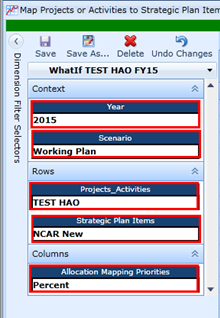 Map Projects or Activities to Strategic Plan Item
Save Save As... Delete Undo Changes
Dimension Filter Selectors
WhatIf TEST HAO FY15
Context
Year
2015
Scenario
Working Plan
Rows
Projects_Activities
TEST HAO
Strategic Plan Items
NCAR New
Columns
Allocation Mapping Priorities
Percent